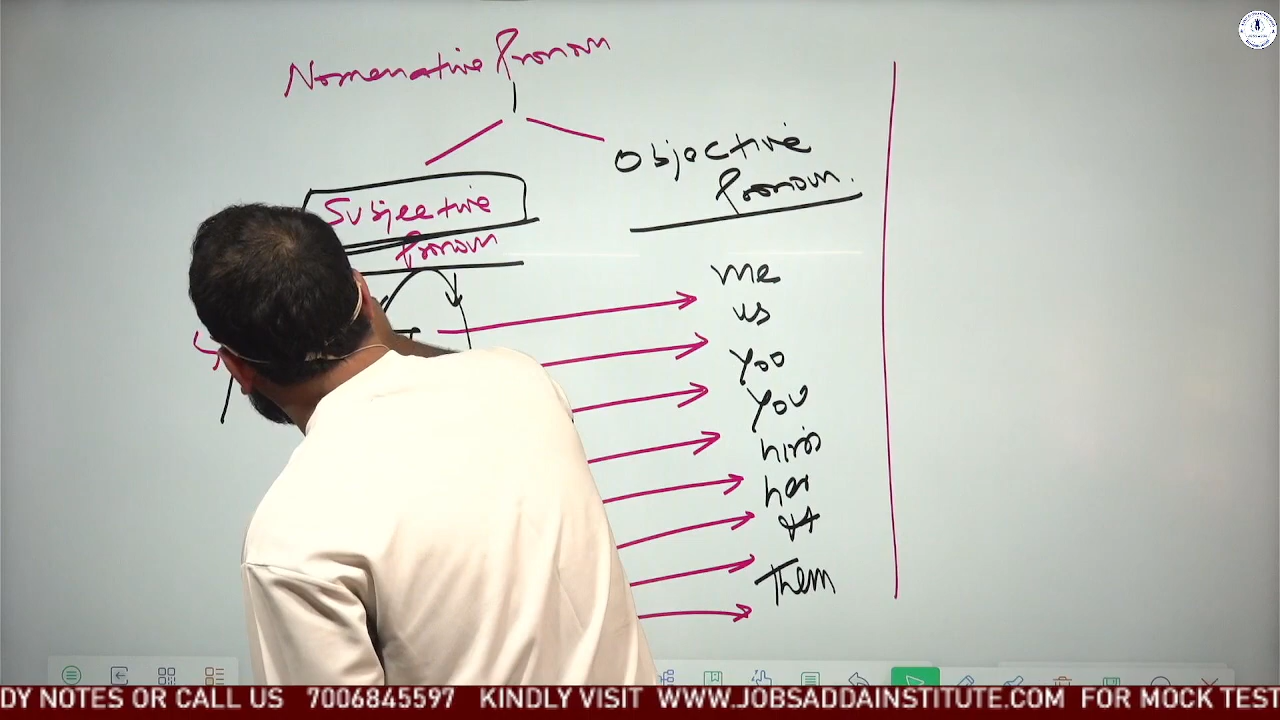 Nomenative Pronoun
Objective
Pronoun.
Subjective
Pronoun
me
us
you
you
him
her
it
Them
DY NOTES OR CALL US 7006845597 KINDLY VISIT WWW.JOBSADDAINSTITUTE.COM FOR MOCK TEST